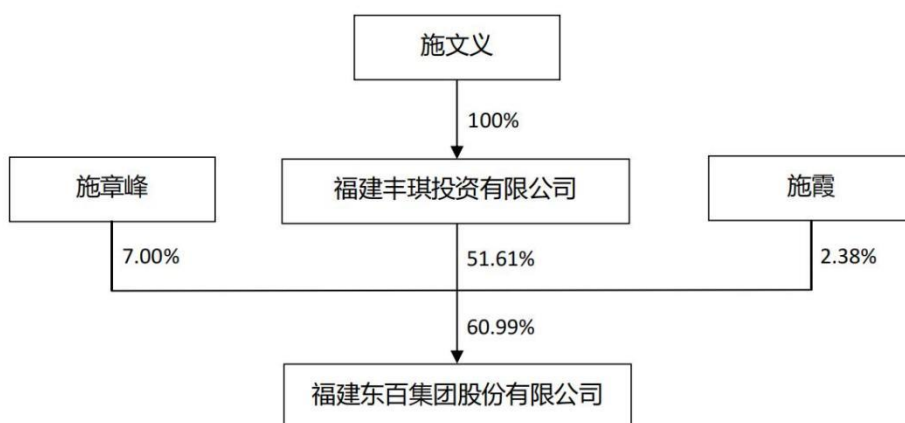 施文义
100%
施章峰
福建丰琪投资有限公司
施霞
7.00%
51.61%
2.38%
60.99%
福建东百集团股份有限公司